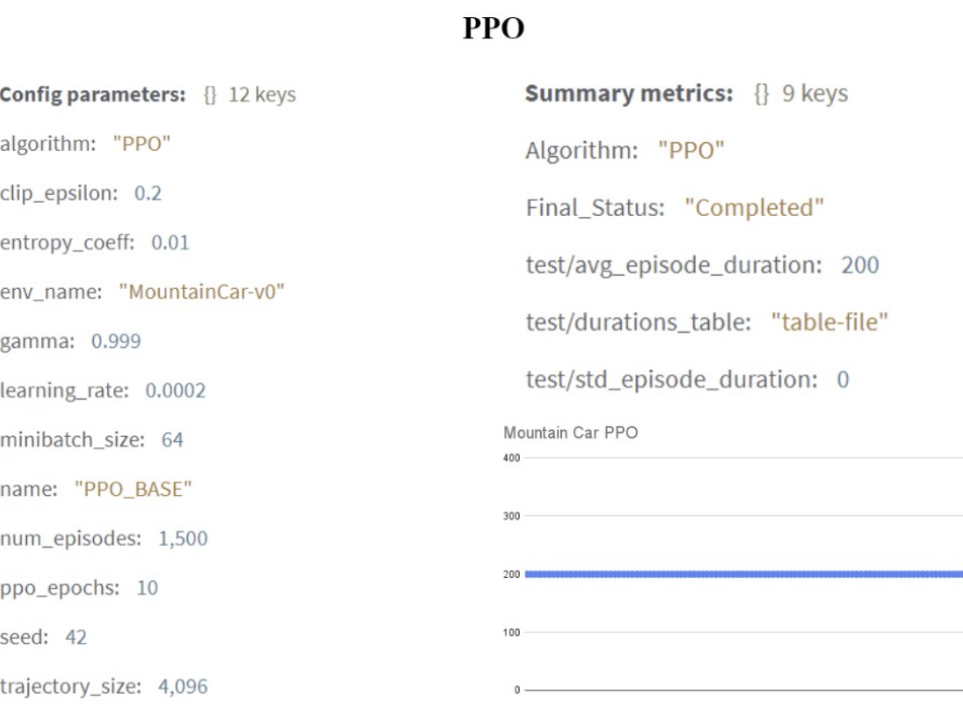 PPO
Config parameters: {} 12 keys
algorithm: "PPO"
clip_epsilon: 0.2
entropy_coeff: 0.01
env_name: "MountainCar-v0"
gamma: 0.999
learning_rate: 0.0002
minibatch_size: 64
name: "PPO_BASE"
num_episodes: 1,500
ppo_epochs: 10
seed: 42
trajectory_size: 4,096
Summary metrics: {} 9 keys
Algorithm: "PPO"
Final_Status: "Completed"
test/avg_episode_duration: 200
test/durations_table: "table-file"
test/std_episode_duration: 0
Mountain Car PPO
400
300
200
100
0